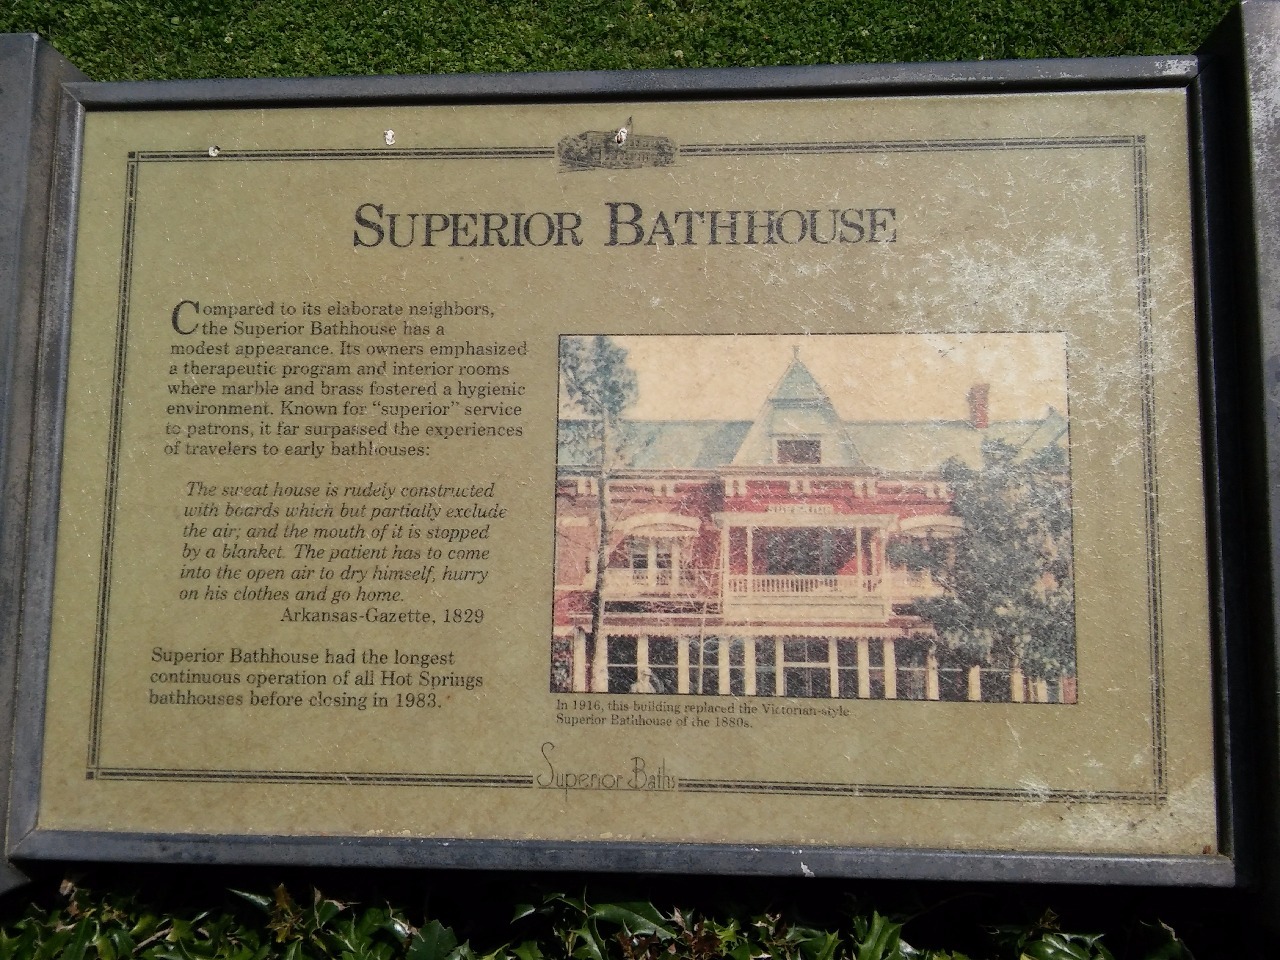 SUPERIOR BATHHOUSE
Compared to its elaborate neighbors,
the Superior Bathhouse has a
modest appearance. Its owners emphasized
a therapeutic program and interior rooms
where marble and brass fostered a hygienic
environment. Known for “superior” service
to patrons, it far surpassed the experiences
of travelers to early bathhouses:
The sweat house is rudely constructed
with boards which but partially exclude
the air; and the mouth of it is stopped
by a blanket. The patient has to come
into the open air to dry himself, hurry
on his clothes and go home.
Arkansas-Gazette, 1829
Superior Bathhouse had the longest
continuous operation of all Hot Springs
bathhouses before closing in 1983.
In 1916, this building replaced the Victorian-style
Superior Bathhouse of the 1880s.
Superior Baths